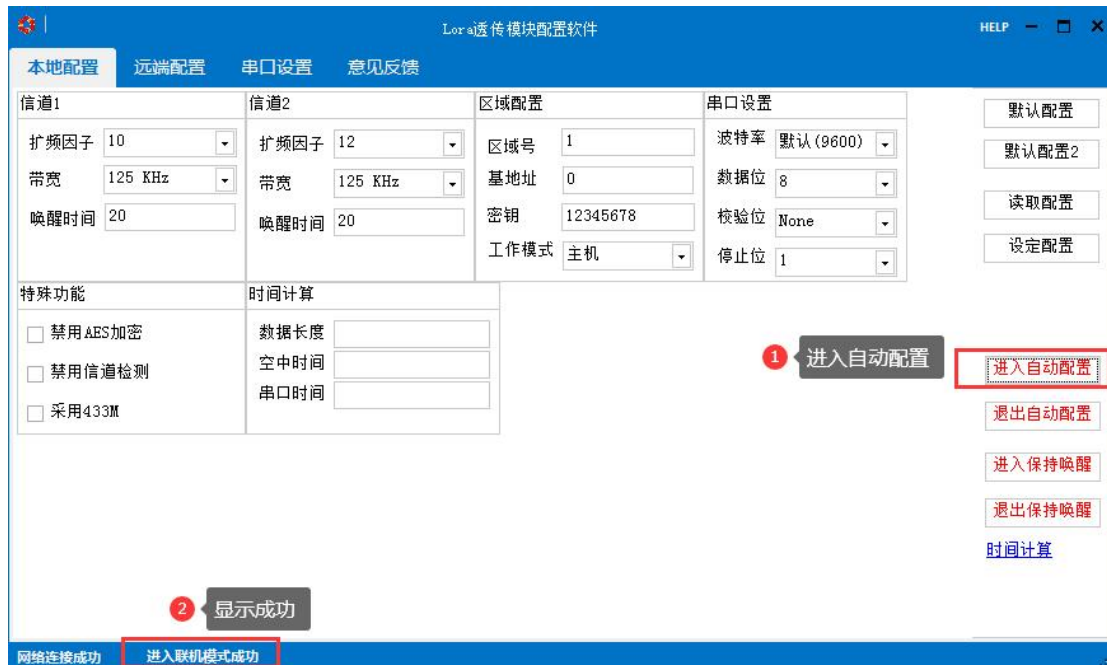 Lora透传模块配置软件
HELP
本地配置 远端配置 串口设置 意见反馈
信道1
扩频因子 10
带宽 125 KHz
唤醒时间 20
信道2
扩频因子 12
带宽 125 KHz
唤醒时间 20
区域配置
区域号 1
基地址 0
密钥 12345678
工作模式 主机
串口设置
波特率 默认(9600)
数据位 8
校验位 None
停止位 1
默认配置
默认配置2
读取配置
设定配置
特殊功能
禁用AES加密
禁用信道检测
采用433M
时间计算
数据长度
空中时间
串口时间
1 进入自动配置
进入自动配置
退出自动配置
进入保持唤醒
退出保持唤醒
时间计算
2 显示成功
网络连接成功 进入联机模式成功